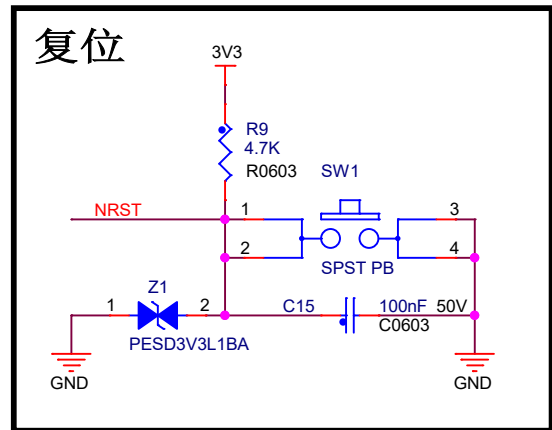 复位
3V3
R9
4.7K
R0603
SW1
NRST
1
3
2
4
SPST PB
Z1
1
2
C15
100nF 50V
PESD3V3L1BA
C0603
GND
GND